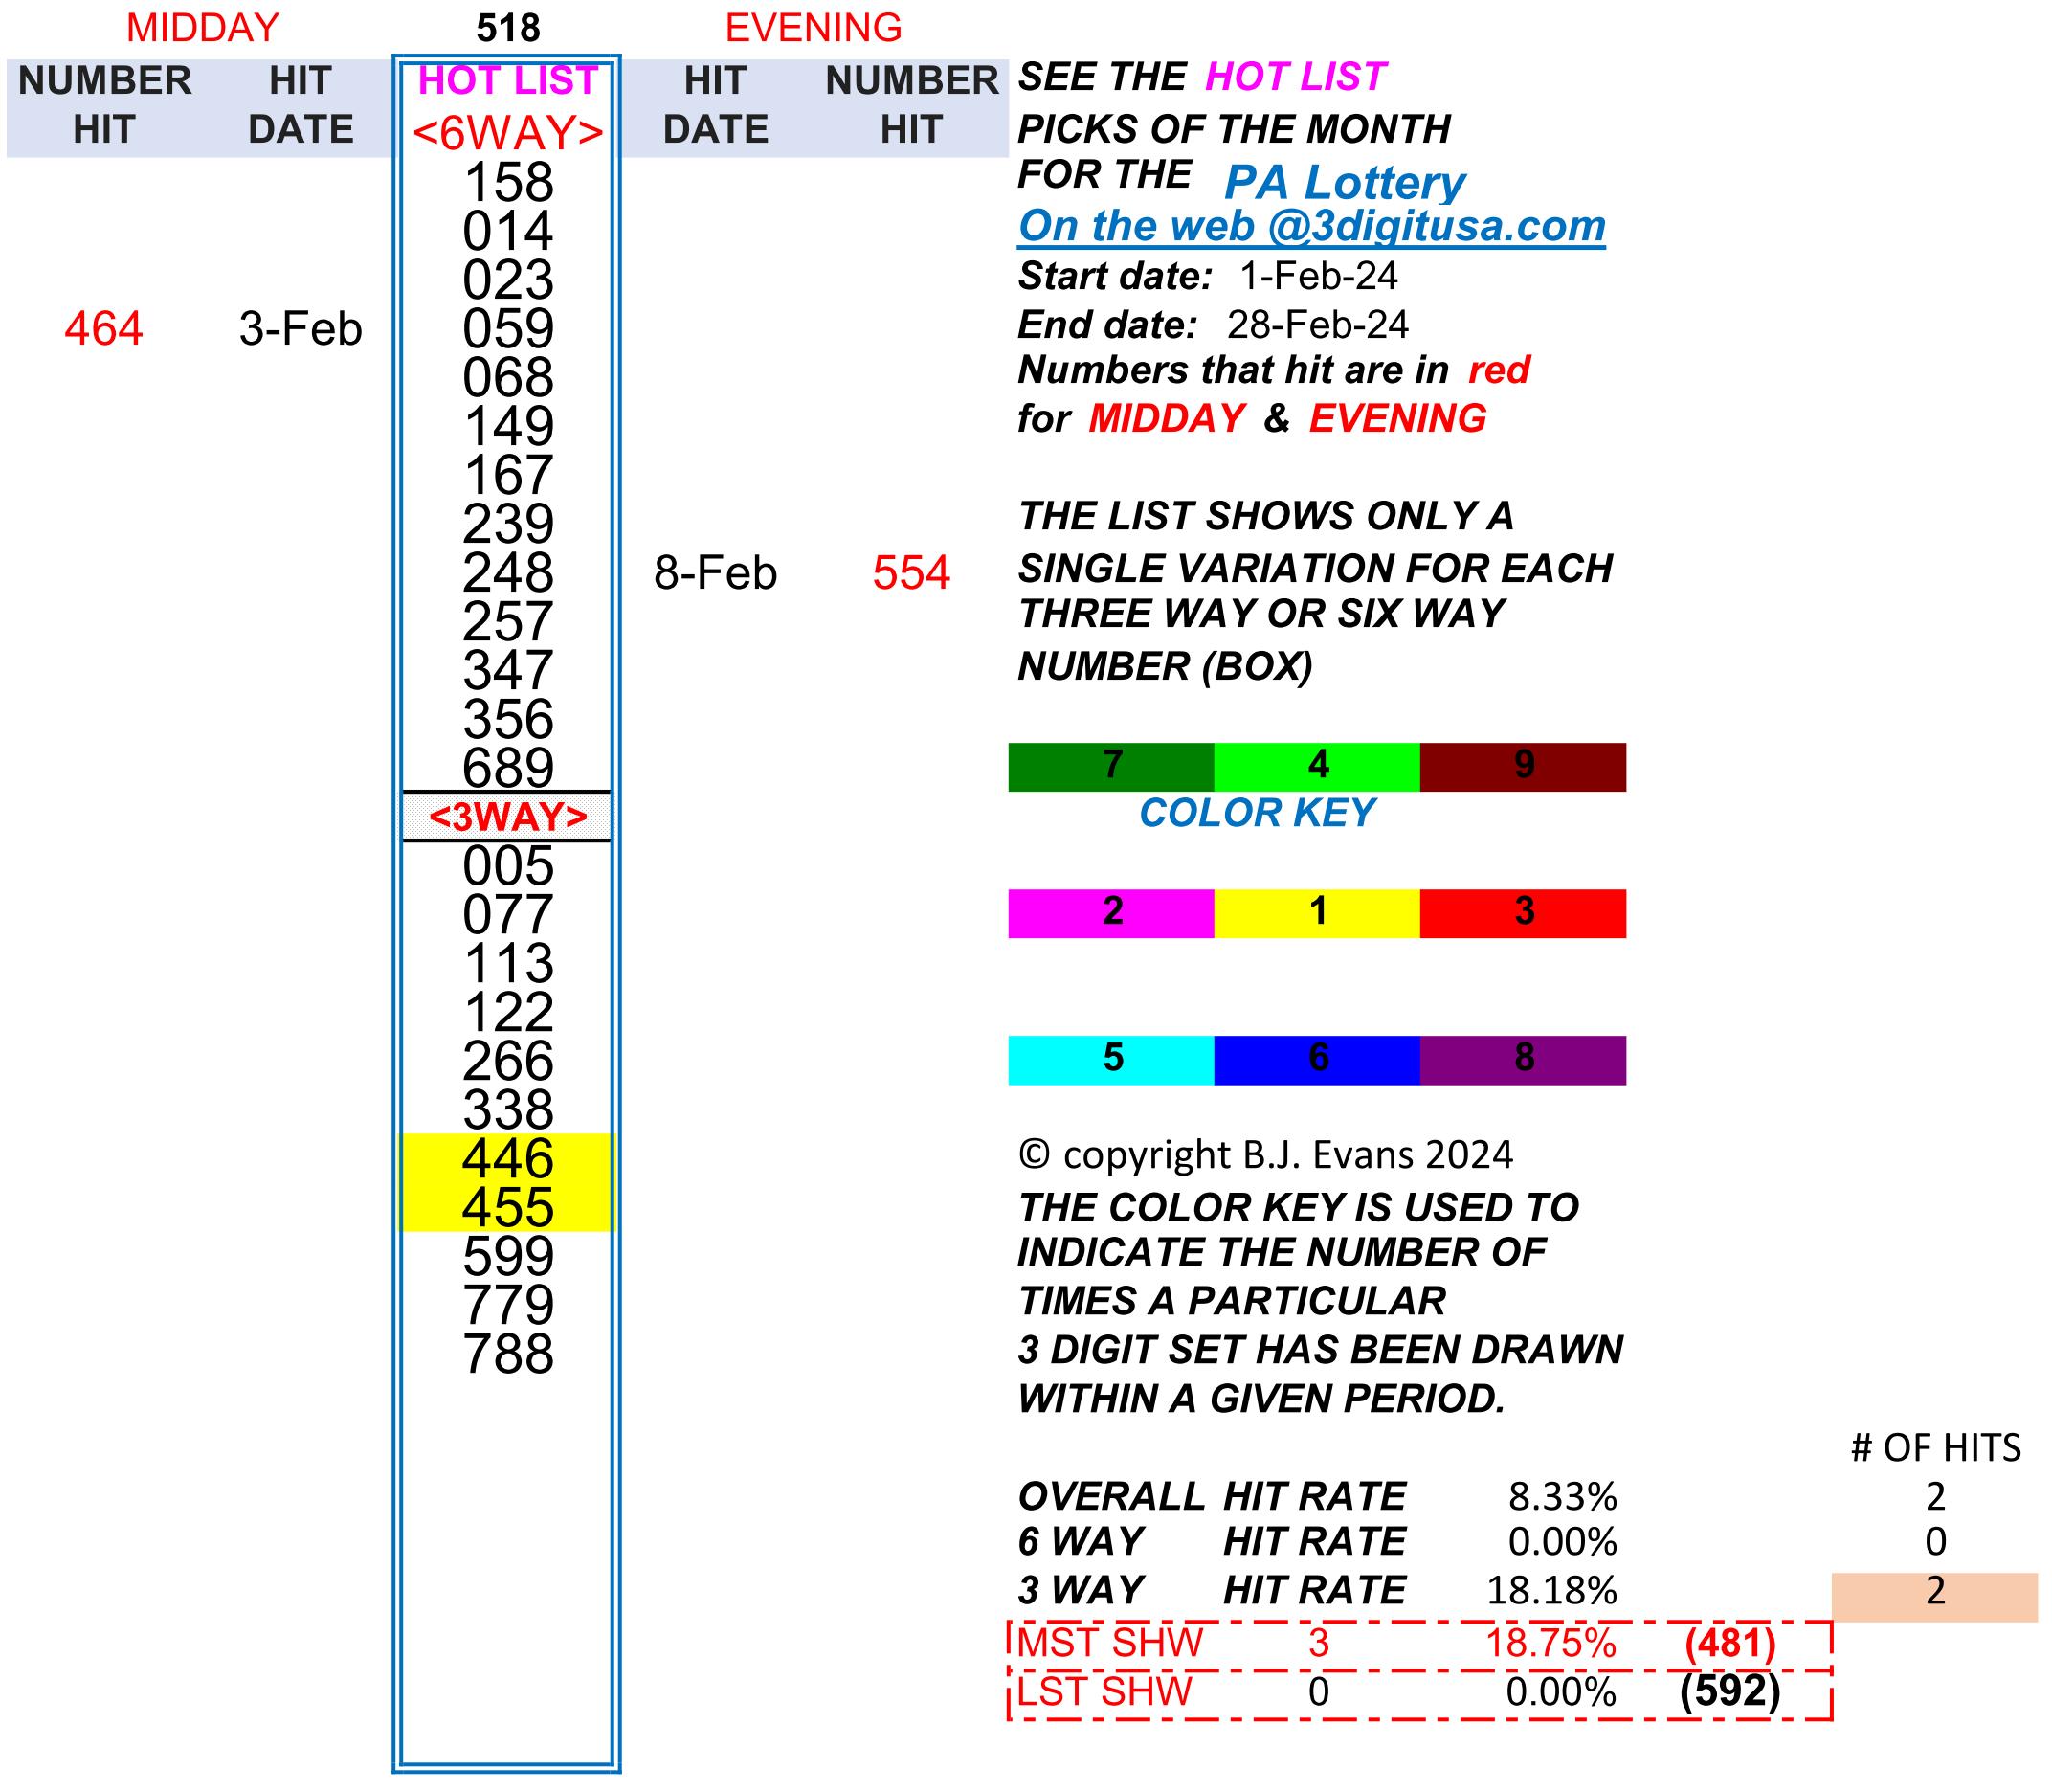 MIDDAY 518 EVENING
NUMBER HIT HOT LIST HIT NUMBER
HIT DATE <6WAY> DATE HIT
158
014
023
464 3-Feb 059
068
149
167
239
248 8-Feb 554
257
347
356
689
<3WAY>
005
077
113
122
266
338
446
455
599
779
788
SEE THE HOT LIST
PICKS OF THE MONTH
FOR THE PA Lottery
On the web @3digitusa.com
Start date: 1-Feb-24
End date: 28-Feb-24
Numbers that hit are in red
for MIDDAY & EVENING
THE LIST SHOWS ONLY A
SINGLE VARIATION FOR EACH
THREE WAY OR SIX WAY
NUMBER (BOX)
7 4 9
COLOR KEY
2 1 3
5 6 8
© copyright B.J. Evans 2024
THE COLOR KEY IS USED TO
INDICATE THE NUMBER OF
TIMES A PARTICULAR
3 DIGIT SET HAS BEEN DRAWN
WITHIN A GIVEN PERIOD.
# OF HITS
OVERALL HIT RATE 8.33% 2
6 WAY HIT RATE 0.00% 0
3 WAY HIT RATE 18.18% 2
MST SHW 3 18.75% (481)
LST SHW 0 0.00% (592)